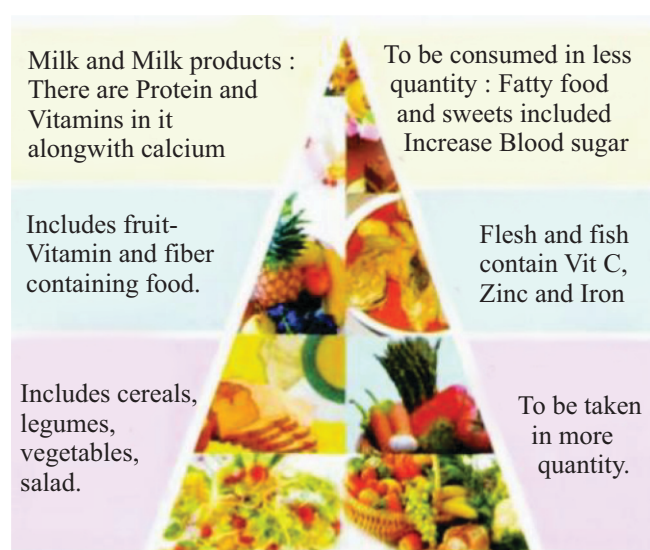 Milk and Milk products :
There are Protein and
Vitamins in it
alongwith calcium
To be consumed in less
quantity : Fatty food
and sweets included
Increase Blood sugar
Includes fruit-
Vitamin and fiber
containing food.
Flesh and fish
contain Vit C,
Zinc and Iron
Includes cereals,
legumes,
vegetables,
salad.
To be taken
in more
quantity.